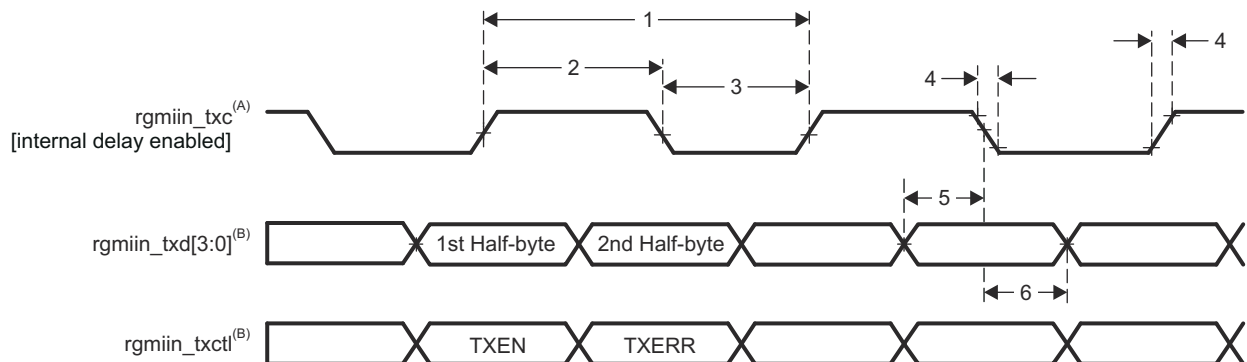 1
4
2
4
3
rgmiin_txc(A)
[internal delay enabled]
5
rgmiin_txd[3:0](B)
1st Half-byte
2nd Half-byte
6
rgmiin_txctl(B)
TXEN
TXERR